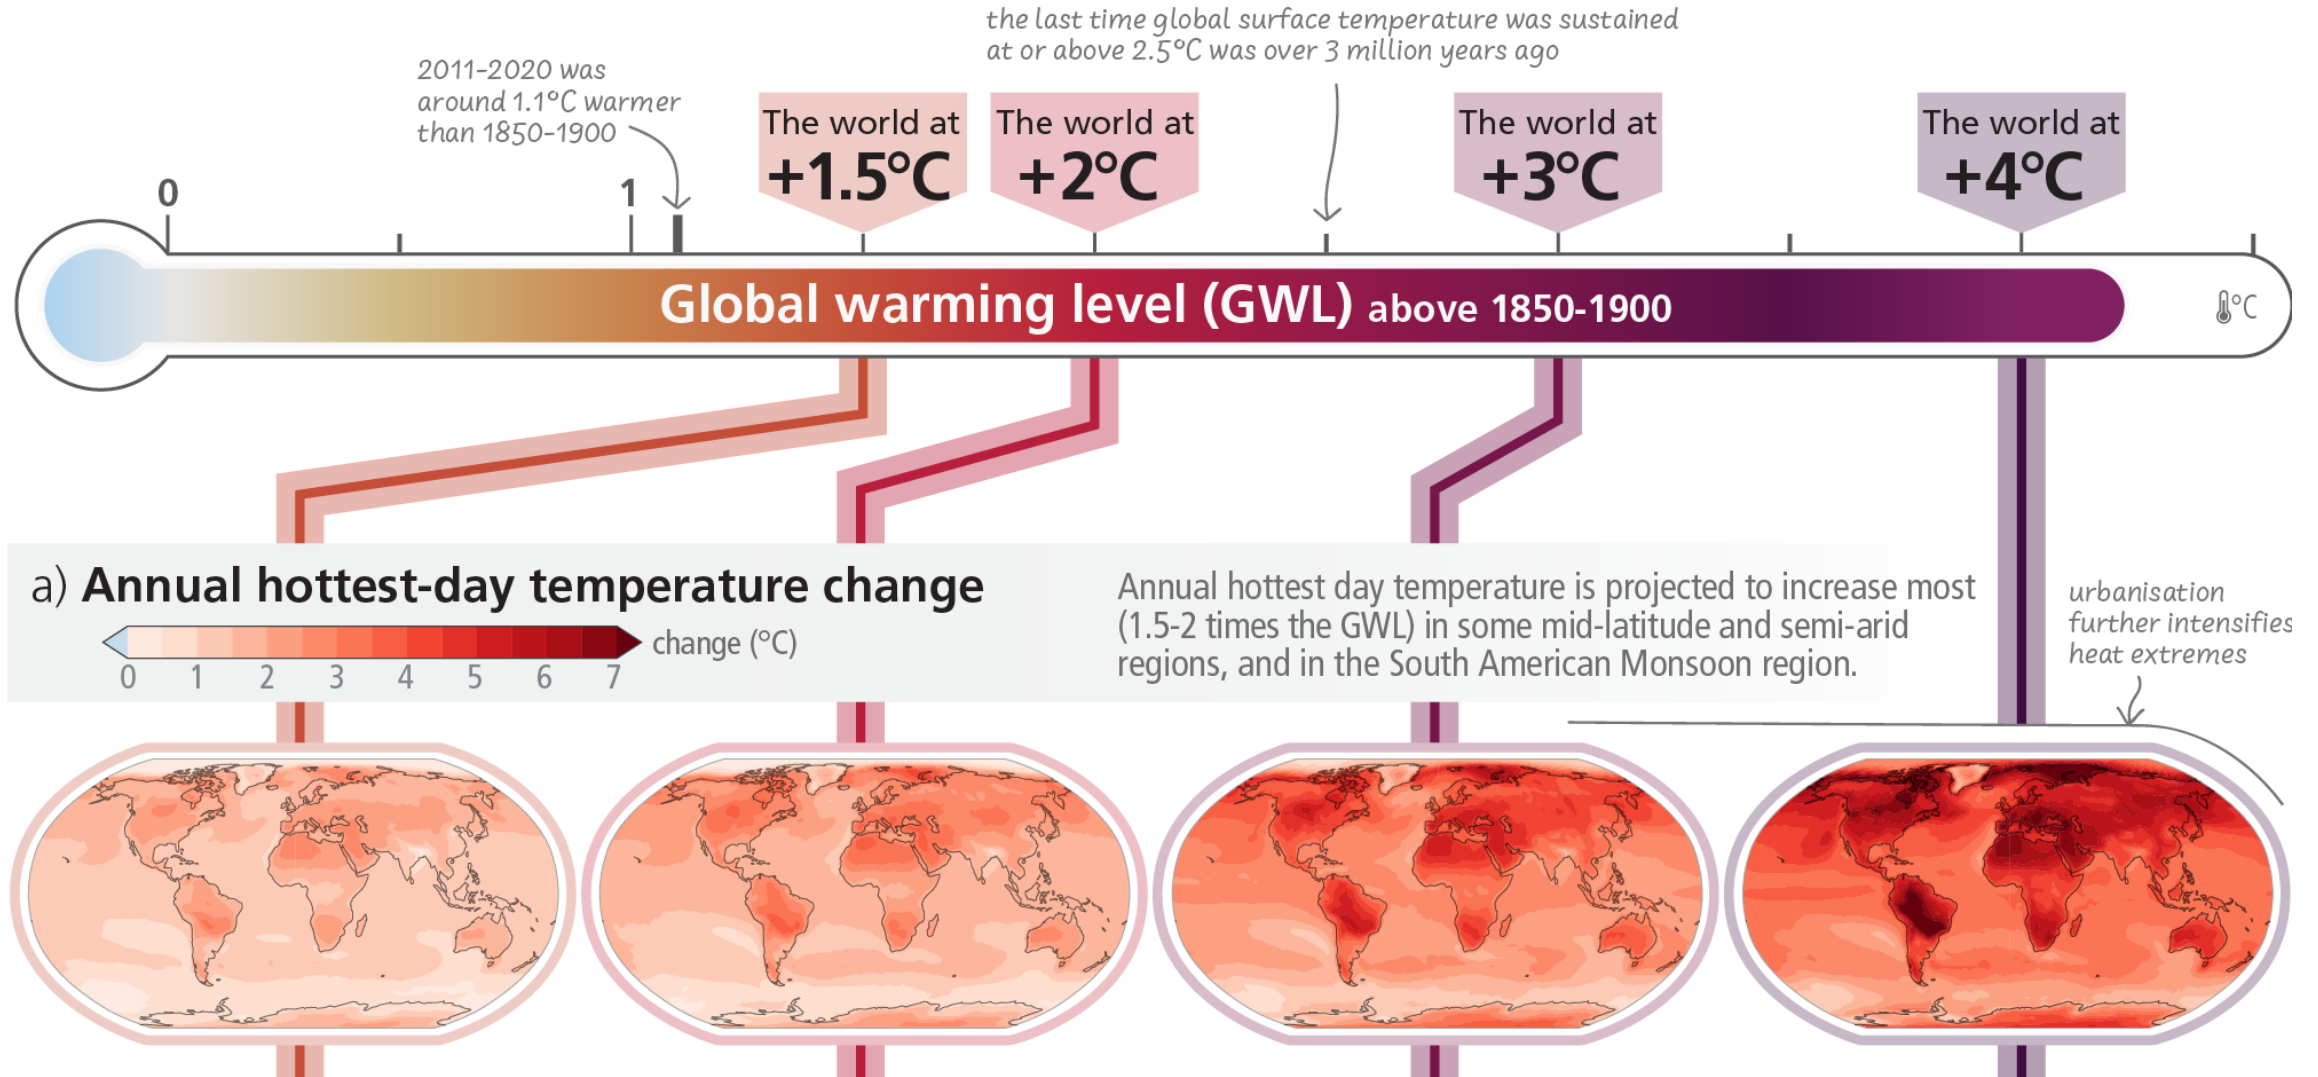 the last time global surface temperature was sustained
at or above 2.5°C was over 3 million years ago
2011-2020 was
around 1.1°C warmer
than 1850-1900
The world at
+1.5°C
The world at
+2°C
The world at
+3°C
The world at
+4°C
0
1
Global warming level (GWL) above 1850-1900
°C
a) Annual hottest-day temperature change
Annual hottest day temperature is projected to increase most
(1.5-2 times the GWL) in some mid-latitude and semi-arid
regions, and in the South American Monsoon region.
change (°C)
0 1 2 3 4 5 6 7
urbanisation
further intensifies
heat extremes